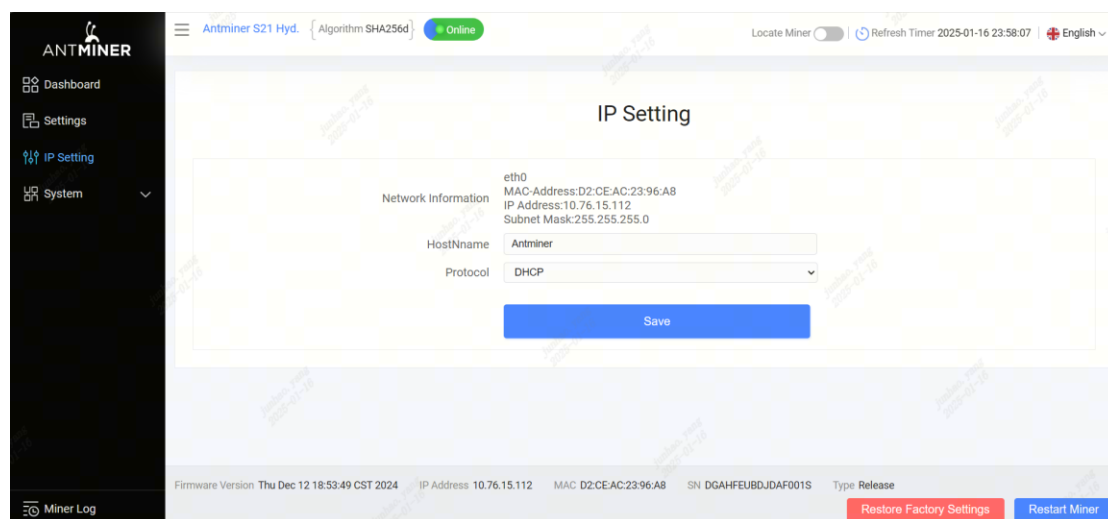 ANTMINER
Antminer S21 Hyd. Algorithm SHA256d Online Locate Miner Refresh Timer 2025-01-16 23:58:07 English
Dashboard
Settings
IP Setting
System
IP Setting
Network Information
eth0
MAC-Address:D2:CE:AC:23:96:A8
IP Address:10.76.15.112
Subnet Mask:255.255.255.0
HostNname Antminer
Protocol DHCP
Save
Firmware Version Thu Dec 12 18:53:49 CST 2024 IP Address 10.76.15.112 MAC D2:CE:AC:23:96:A8 SN DGAHFEUBDJDAF001S Type Release
Miner Log
Restore Factory Settings Restart Miner